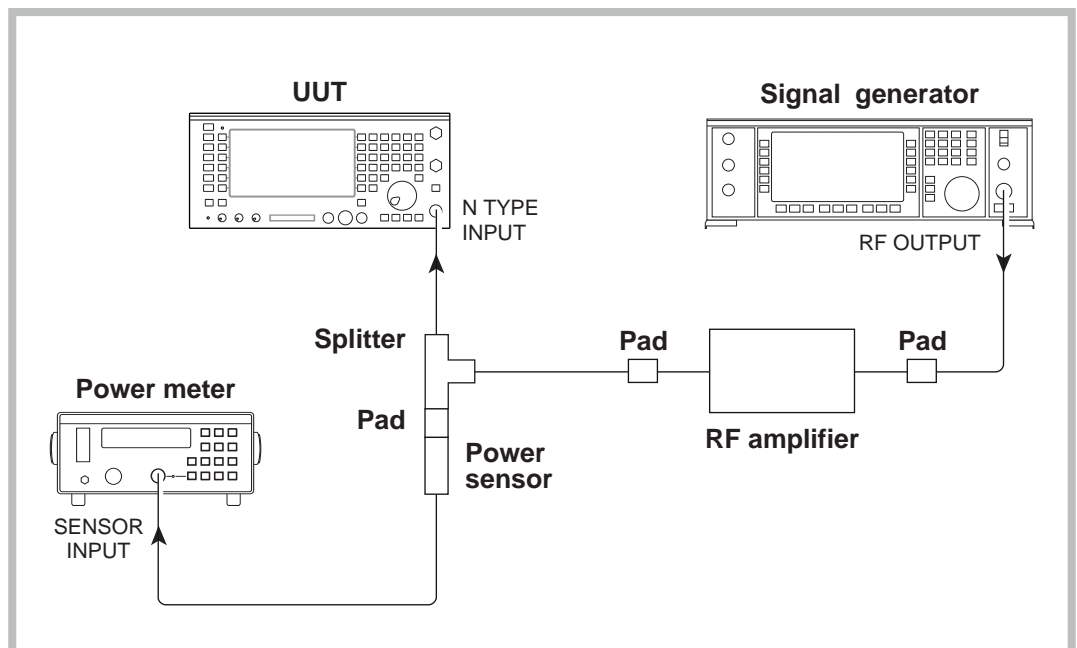 UUT
Signal generator
N TYPE
INPUT
RF OUTPUT
Splitter
Pad
Pad
Power meter
Pad
RF amplifier
Power
sensor
SENSOR
INPUT